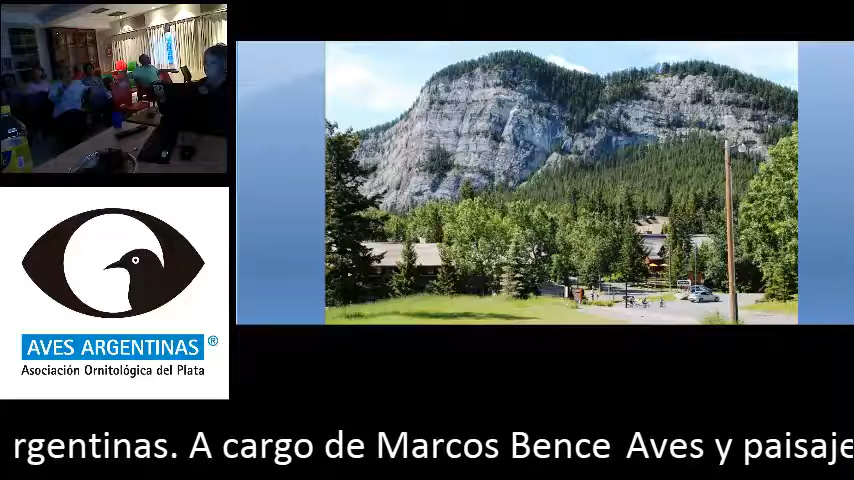 AVES ARGENTINAS®
Asociación Ornitológica del Plata
rgentinas. A cargo de Marcos Bence Aves y paisaje